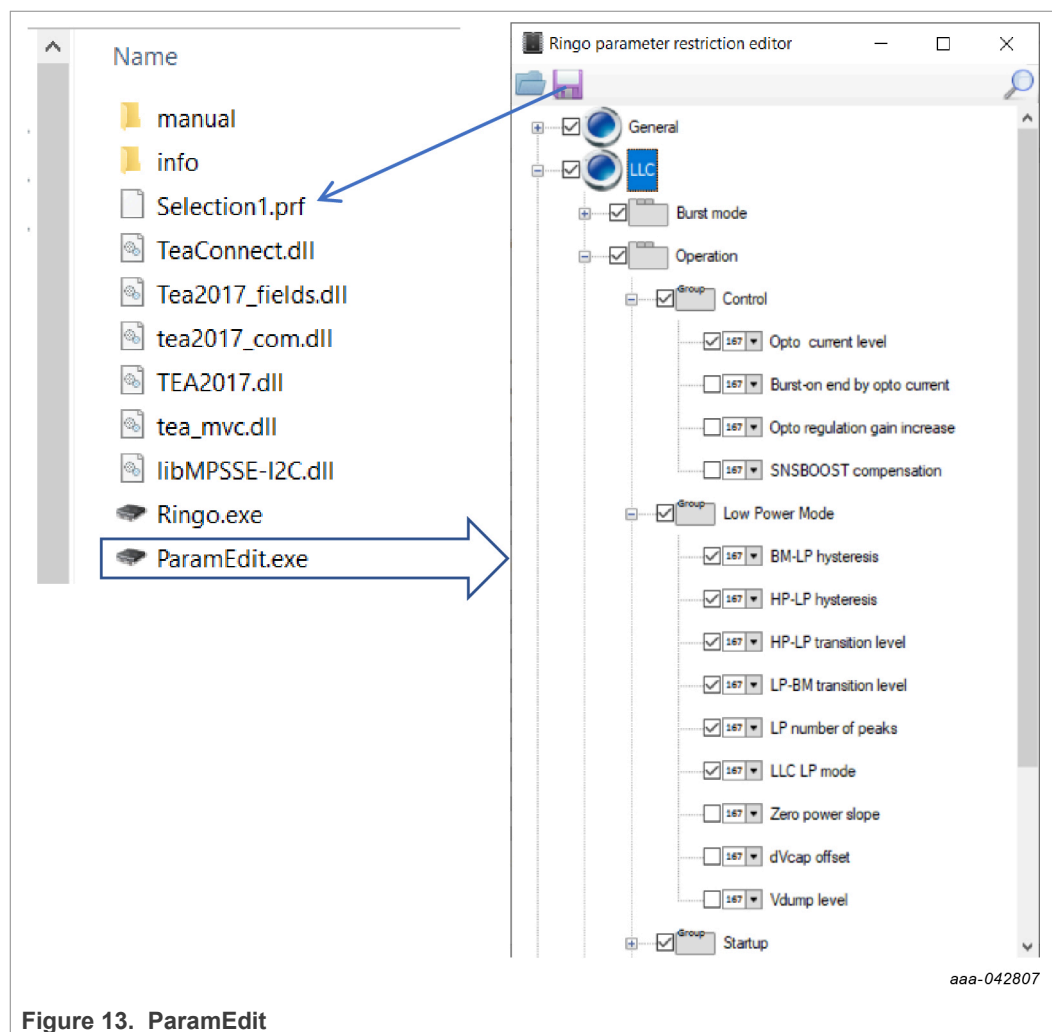 Name
manual
info
Selection1.prf
TeaConnect.dll
Tea2017_fields.dll
tea2017_com.dll
TEA2017.dll
tea_mvc.dll
libMPSSE-I2C.dll
Ringo.exe
ParamEdit.exe
Ringo parameter restriction editor
General
LLC
Burst mode
Operation
Group Control
167 Opto current level
167 Burst-on end by opto current
167 Opto regulation gain increase
167 SNSBOOST compensation
Group Low Power Mode
167 BM-LP hysteresis
167 HP-LP hysteresis
167 HP-LP transition level
167 LP-BM transition level
167 LP number of peaks
167 LLC LP mode
167 Zero power slope
167 dVcap offset
167 Vdump level
Group Startup
aaa-042807
Figure 13. ParamEdit